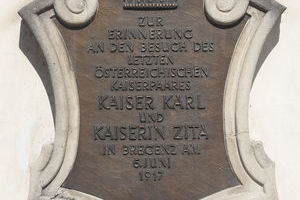 ZUR
ERINNERUNG
AN DEN BESUCH DES
LETZTEN
ÖSTERREICHISCHEN
KAISERPAARES
KAISER KARL
UND
KAISERIN ZITA
IN BREGENZ AM
6. JUNI
1917